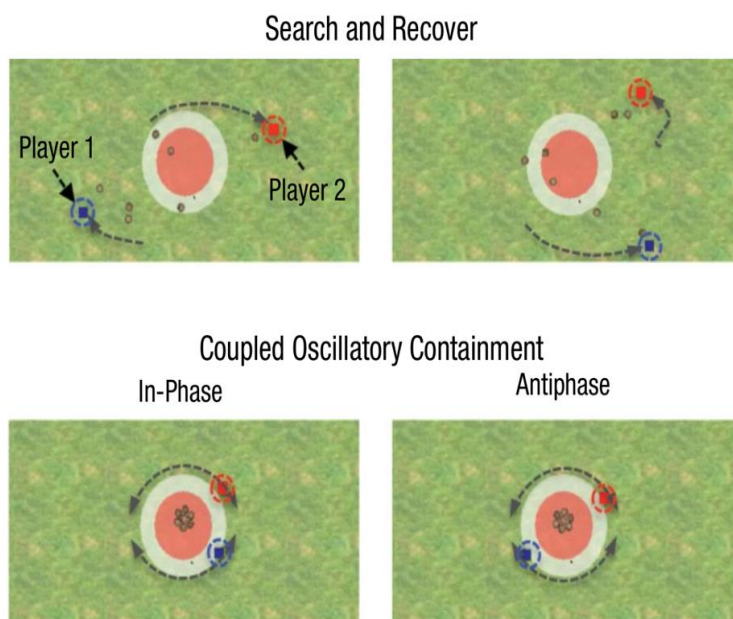 Search and Recover
Player 1
Player 2
Coupled Oscillatory Containment
In-Phase
Antiphase